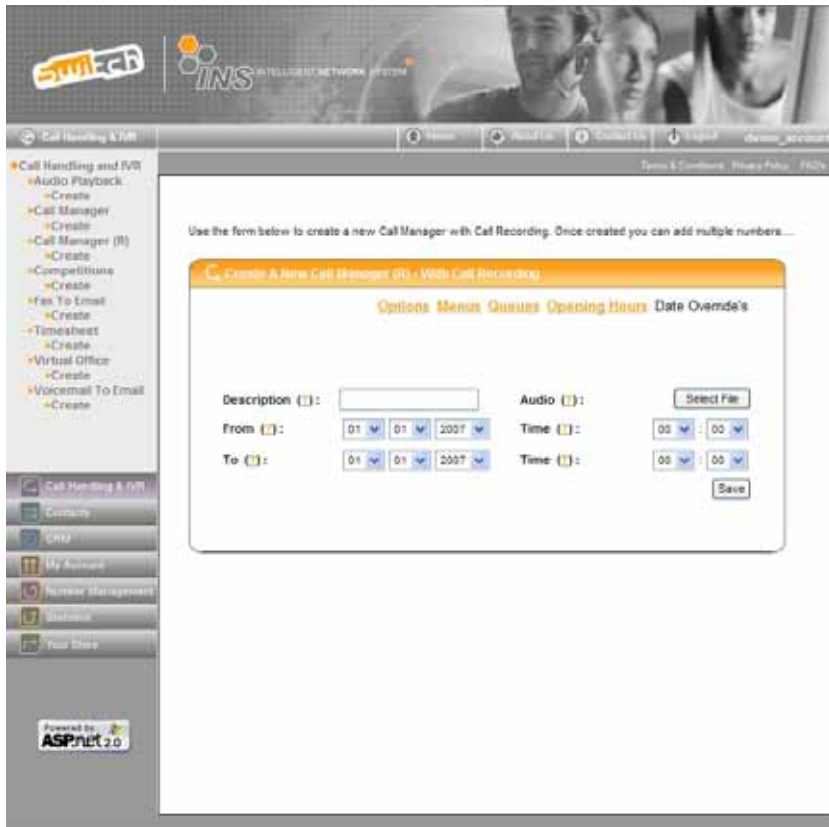 switch
INS INTELLIGENT NETWORK SYSTEM
Call Handling & IVR
Home
About Us
Contact Us
Logout
demo_account
Terms & Conditions Privacy Policy FAQ's
Call Handling and IVR
Audio Playback
Create
Call Manager
Create
Call Manager (R)
Create
Competitions
Create
Fax To Email
Create
Timesheet
Create
Virtual Office
Create
Voicemail To Email
Create
Call Handling & IVR
Contacts
CRM
My Account
Number Management
Statistics
Your Store
Powered by
ASP.net 2.0
Use the form below to create a new Call Manager with Call Recording. Once created you can add multiple numbers....
Create A New Call Manager (R) - With Call Recording
Options Menus Queues Opening Hours Date Override's
Description (?): Audio (?): Select File
From (?): 01 01 2007 Time (?): 00 : 00
To (?): 01 01 2007 Time (?): 00 : 00
Save